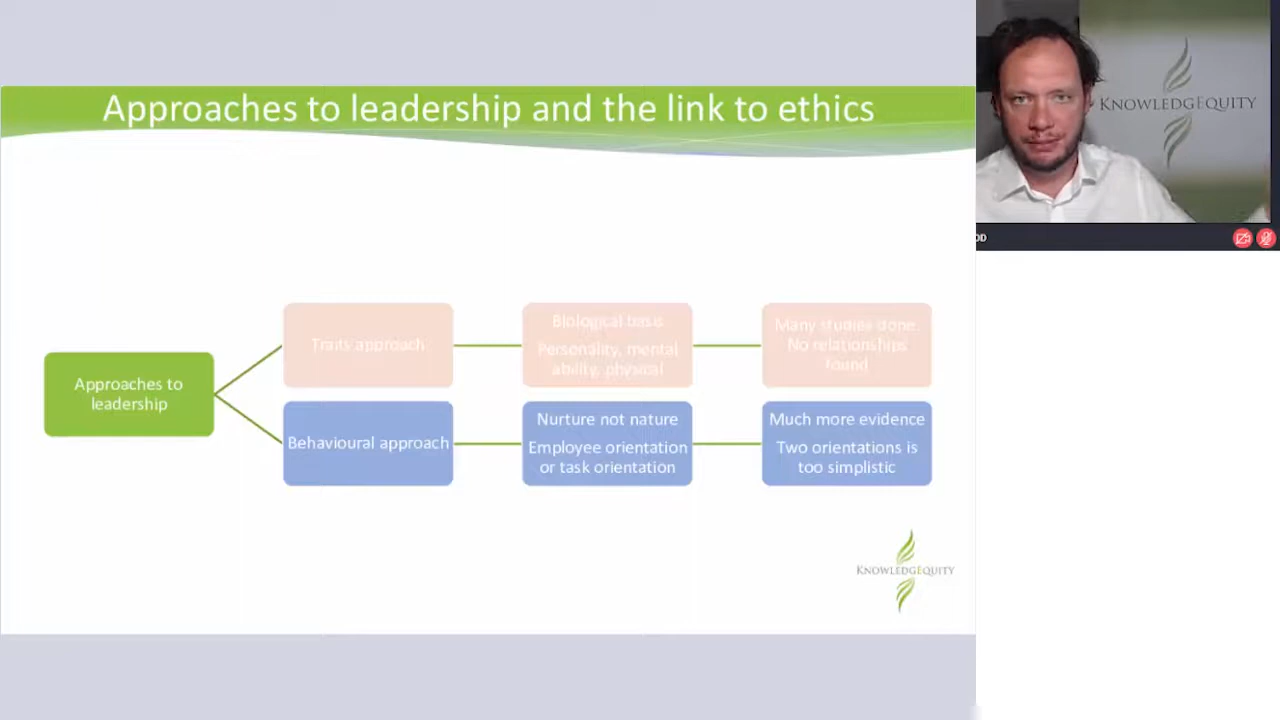 Approaches to leadership and the link to ethics
KNOWLEDGEQUITY
OD
Approaches to
leadership
Traits approach
Biological basis
Personality, mental
ability, physical
Many studies done.
No relationships
found
Behavioural approach
Nurture not nature
Employee orientation
or task orientation
Much more evidence
Two orientations is
too simplistic
KNOWLEDGEQUITY